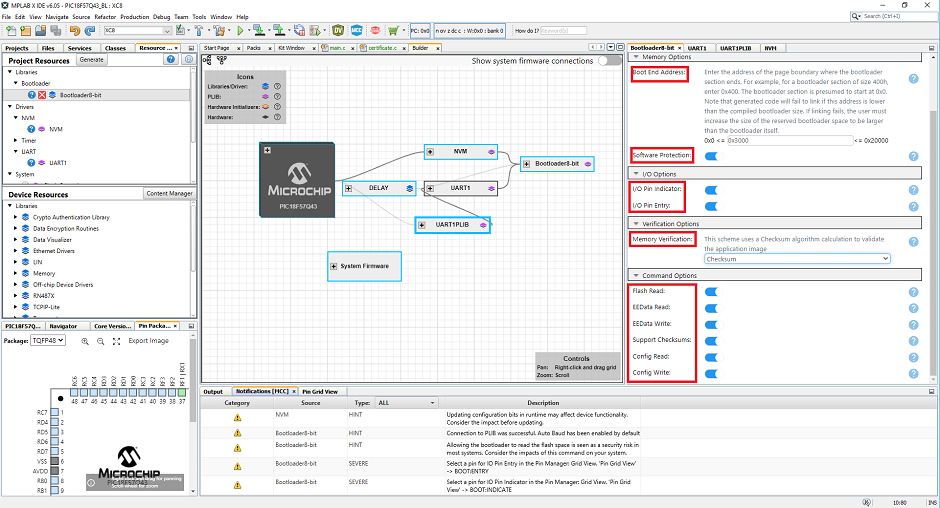 MPLAB X IDE v6.05 - PIC18F57Q43_BL : XC8
File Edit View Navigate Source Refactor Production Debug Team Tools Window Help
Search (Ctrl+I)
XC8
PC: 0x0
n ov z dc c : W:0x0 : bank 0
How do I?
Keyword(s)
Projects
Files
Services
Classes
Resource ...
Project Resources
Generate
Libraries
Bootloader
Bootloader8-bit
Drivers
NVM
NVM
Timer
UART
UART1
System
Device Resources
Content Manager
Libraries
Crypto Authentication Library
Data Encryption Routines
Data Visualizer
Ethernet Drivers
LIN
Memory
Off-chip Device Drivers
RN487X
TCPIP-Lite
PIC18F57Q...
Navigator
Core Versio...
Pin Packa...
Package:
TQFP48
Export Image
RC6
RC5
RC4
RD3
RD2
RD1
RD0
RC3
RC2
RF3
RF2
RF1 | RX1
48 47 46 45 44 43 42 41 40 39 38 37
RC7 1
RD4 2
RD5 3
RD6 4
RD7 5
VSS 6
AVDD 7
RB0 8
RB1 9
MICROCHIP
PIC18F57Q43
for panning
Scroll wheel for zoom
Start Page
Packs
Kit Window
main.c
certificate.c
Builder
Show system firmware connections
Icons
Libraries/Driver:
PLIB:
Hardware Initializers:
Hardware:
MICROCHIP
PIC18F57Q43
NVM
DELAY
UART1
Bootloader8-bit
UART1PLIB
System Firmware
Controls
Pan: Right-click and drag grid
Zoom: Scroll
Bootloader8-bit
UART1
UART1PLIB
NVM
Memory Options
Boot End Address:
Enter the address of the page boundary where the bootloader
section ends. For example, for a bootloader section of size 400h,
enter 0x400. The bootloader section is presumed to start at 0x0.
Note that generated code will fail to link if this address is lower
than the compiled bootloader size. If linking fails, the user must
increase the size of the reserved bootloader space to be larger
than the bootloader itself.
0x0 <= 0x3000 <= 0x20000
Software Protection:
I/O Options
I/O Pin Indicator:
I/O Pin Entry:
Verification Options
Memory Verification:
This scheme uses a Checksum algorithm calculation to validate
the application image
Checksum
Command Options
Flash Read:
EEData Read:
EEData Write:
Support Checksums:
Config Read:
Config Write:
Output
Notifications [MCC]
Pin Grid View
Category
Source
Type:
ALL
Description
NVM
HINT
Updating configuration bits in runtime may affect device functionality.
Consider the impact before updating.
Bootloader8-bit
HINT
Connection to PLIB was successful. Auto Baud has been enabled by default
Bootloader8-bit
HINT
Allowing the bootloader to read the flash space is seen as a security risk in
most systems. Consider the impacts of this command on your system.
Bootloader8-bit
SEVERE
Select a pin for IO Pin Entry in the Pin Manager: Grid View. 'Pin Grid View'
-> BOOT:ENTRY
Bootloader8-bit
SEVERE
Select a pin for IO Pin Indicator in the Pin Manager: Grid View. 'Pin Grid
View' -> BOOT:INDICATE
10:80
INS